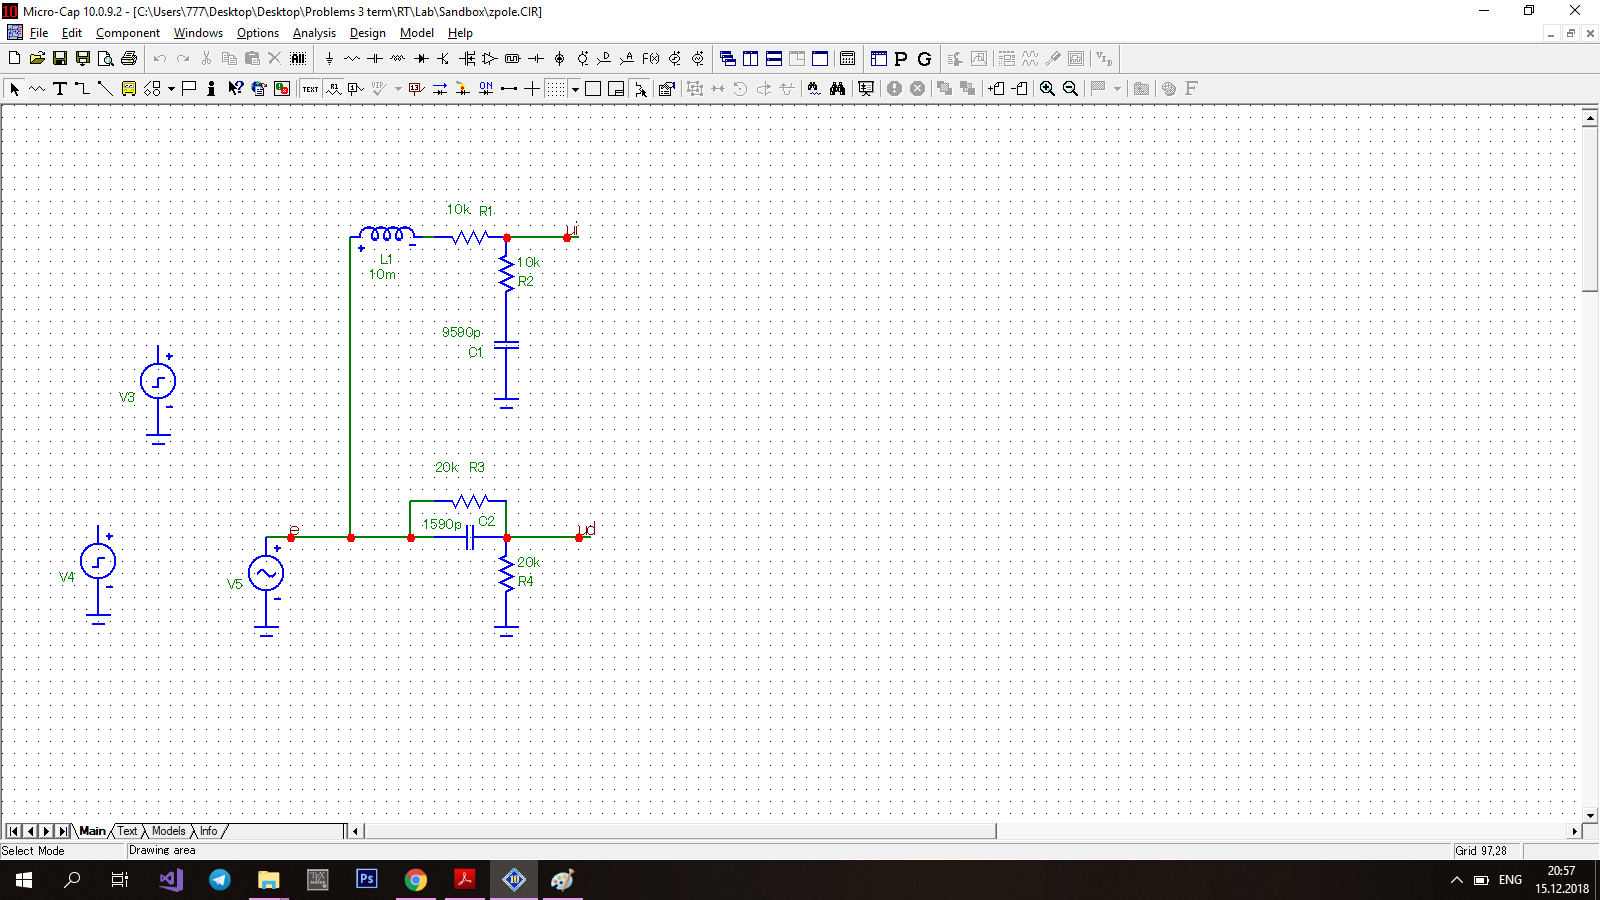 10 Micro-Cap 10.0.9.2 - [C:\Users\777\Desktop\Desktop\Problems 3 term\RT\Lab\Sandbox\zpole.CIR]
File Edit Component Windows Options Analysis Design Model Help
10k R1
ui
L1
10m
10k
R2
9590p
C1
V3
20k R3
1590p C2
e
ud
20k
R4
V4
V5
Main Text Models Info
Select Mode Drawing area Grid 97,28
ENG
20:57
15.12.2018